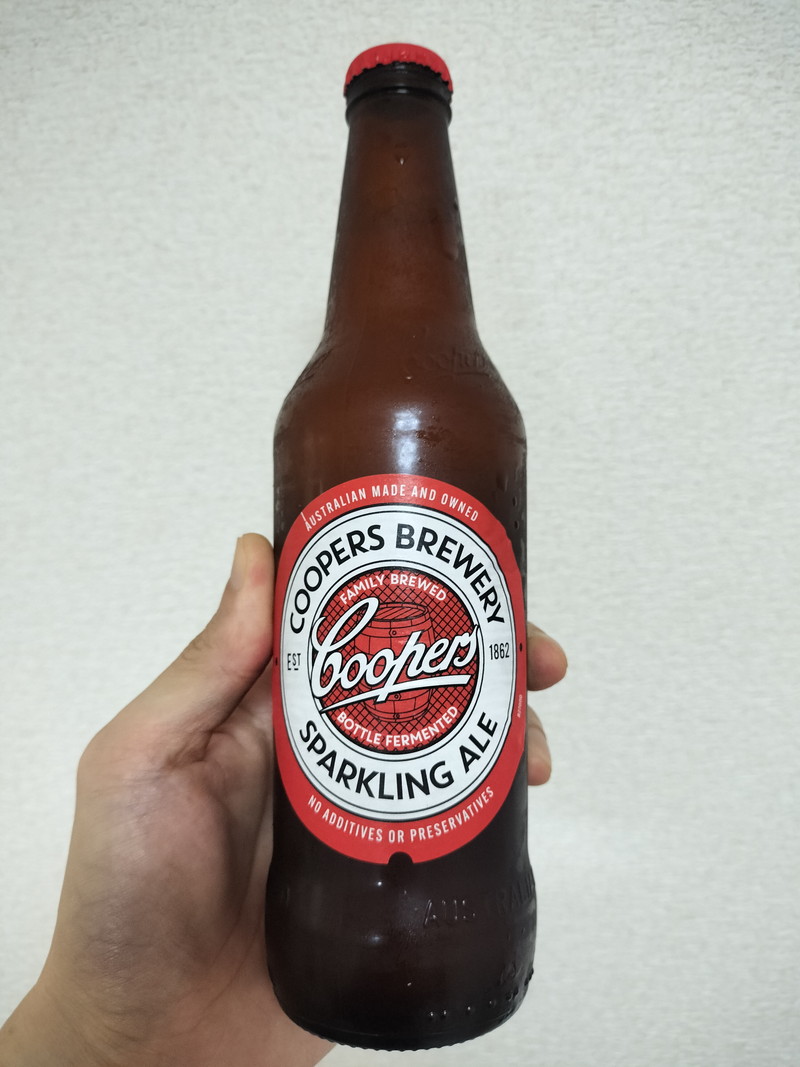 AUSTRALIAN MADE AND OWNED
COOPERS BREWERY
FAMILY BREWED
Coopers
EST
1862
BOTTLE FERMENTED
SPARKLING ALE
NO ADDITIVES OR PRESERVATIVES